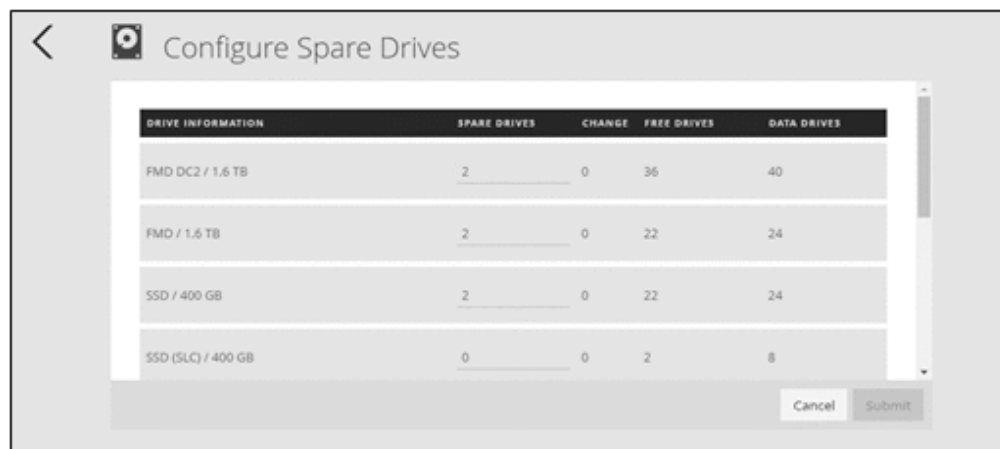 Configure Spare Drives
DRIVE INFORMATION SPARE DRIVES CHANGE FREE DRIVES DATA DRIVES
FMD DC2 / 1.6 TB 2 0 36 40
FMD / 1.6 TB 2 0 22 24
SSD / 400 GB 2 0 22 24
SSD (SLC) / 400 GB 0 0 2 8
Cancel Submit